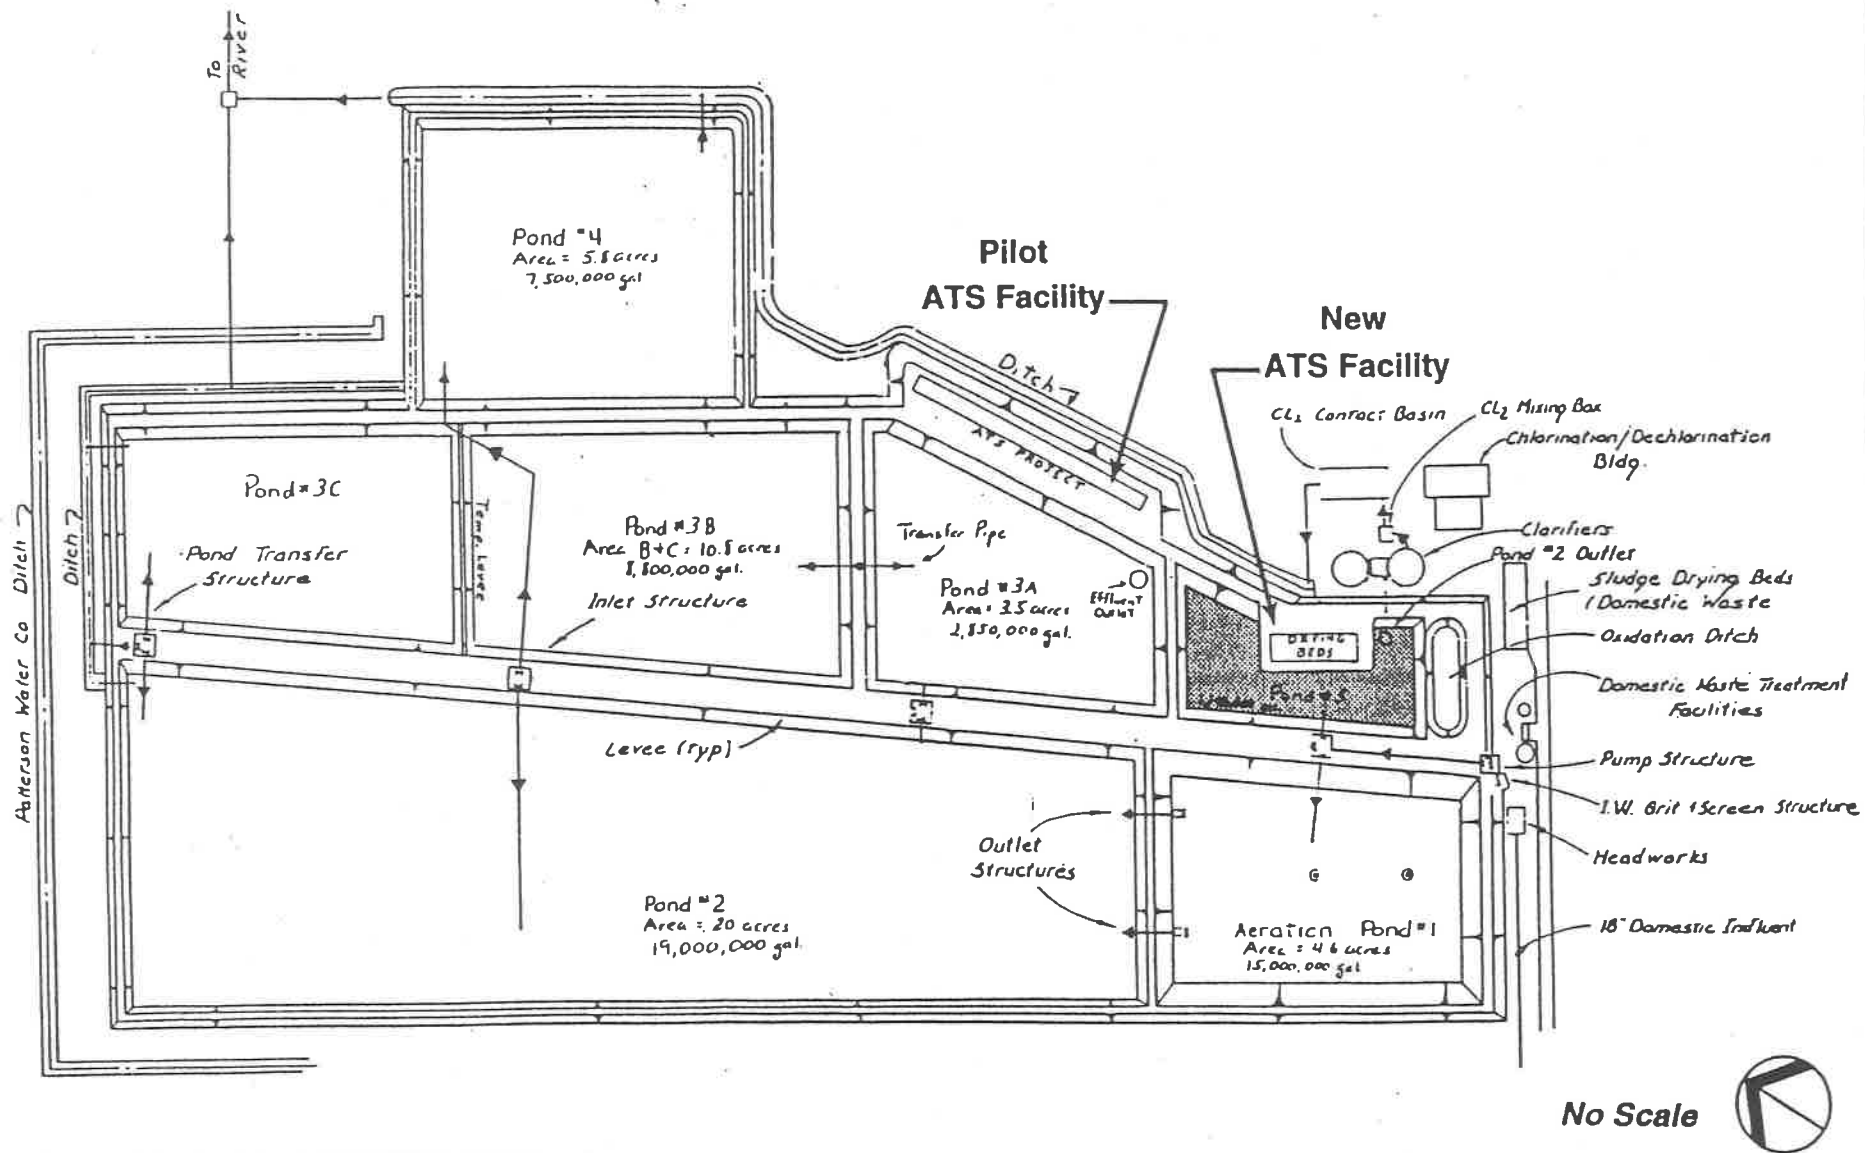 To
River
Pond #4
Area = 5.8 acres
7,500,000 gal
Pilot
ATS Facility
New
ATS Facility
Ditch
ATS PROJECT
CL2 Contact Basin
CL2 Mixing Box
Chlorination/Dechlorination
Bldg.
Clarifiers
Pond #2 Outlet
Sludge Drying Beds
/Domestic Waste
Oxidation Ditch
Domestic Waste Treatment
Facilities
Pump Structure
I.W. Grit & Screen Structure
Headworks
18" Domestic Influent
Patterson Water Co Ditch
Ditch
Pond #3C
Pond Transfer
Structure
Temp. Levee
Pond #3B
Area B+C = 10.8 acres
8,800,000 gal.
Inlet Structure
Transfer Pipe
Pond #3A
Area = 3.5 acres
2,850,000 gal.
Effluent
Outlet
DRYING
BEDS
Levee (typ)
Outlet
Structures
Pond #2
Area = 20 acres
19,000,000 gal.
Aeration Pond #1
Area = 4.6 acres
15,000,000 gal
No Scale